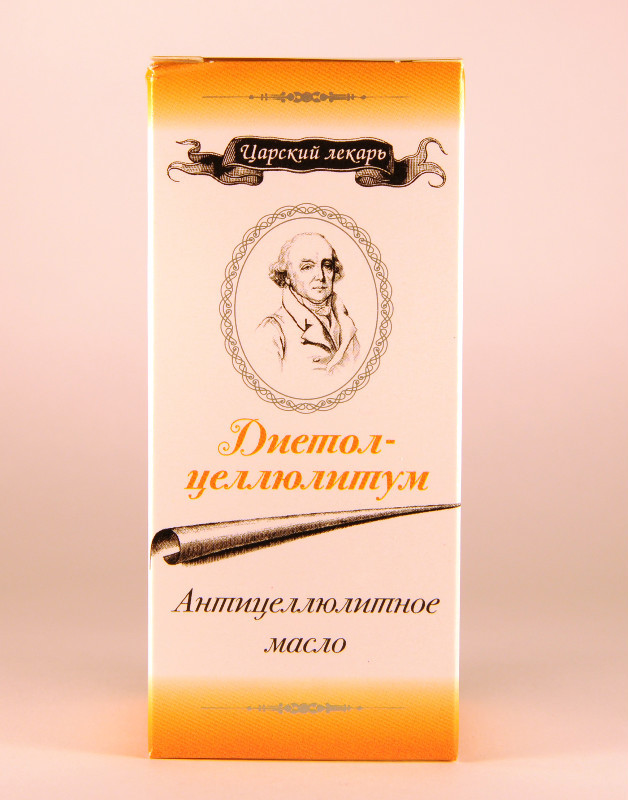 Царский лекарь
Диетол-
целлюлитум
Антицеллюлитное
масло